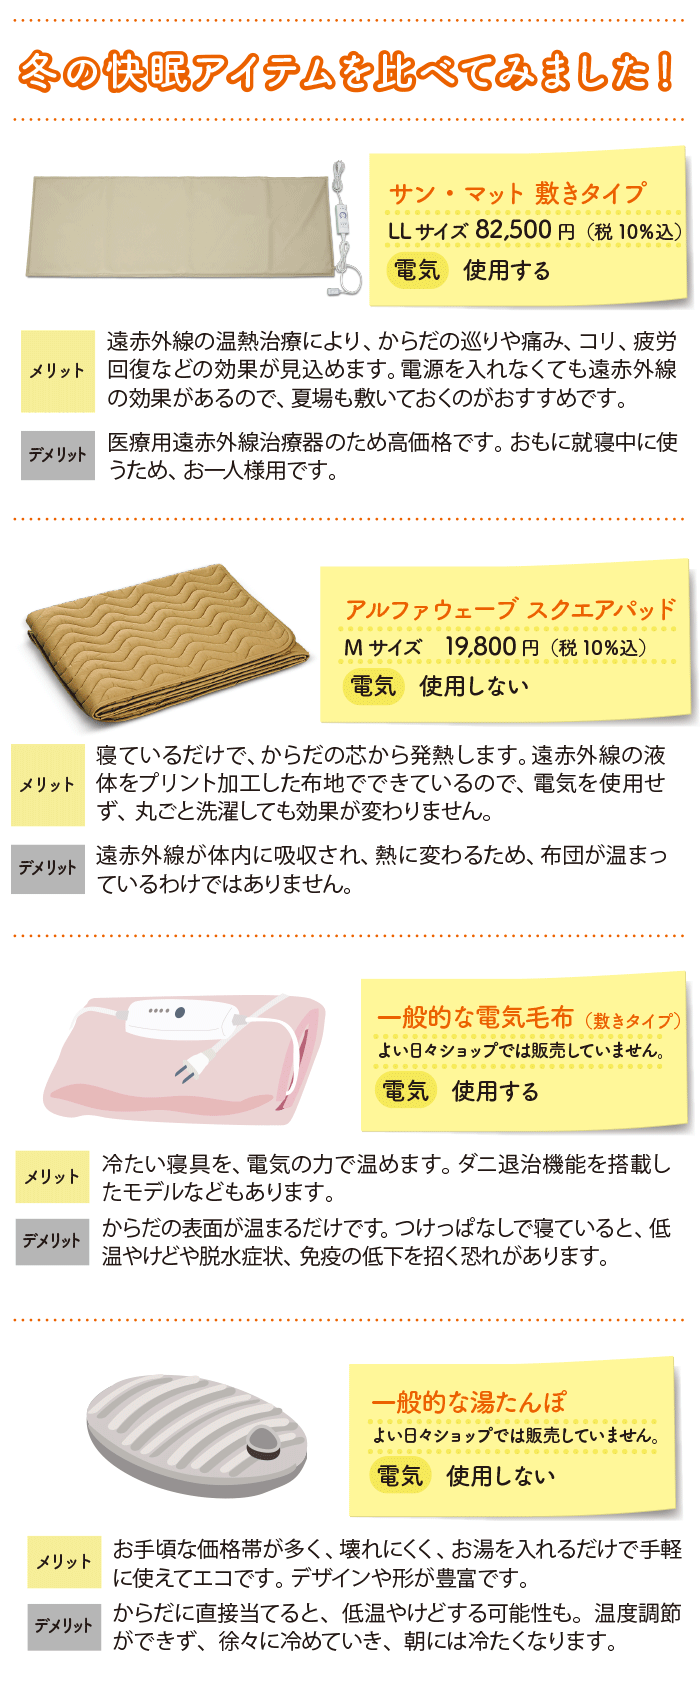 冬の快眠アイテムを比べてみました！
サン・マット 敷きタイプ
LLサイズ 82,500円（税10%込）
電気 使用する
メリット
遠赤外線の温熱治療により、からだの巡りや痛み、コリ、疲労
回復などの効果が見込めます。電源を入れなくても遠赤外線
の効果があるので、夏場も敷いておくのがおすすめです。
デメリット
医療用遠赤外線治療器のため高価格です。おもに就寝中に使
うため、お一人様用です。
アルファウェーブ スクエアパッド
Mサイズ 19,800円（税10%込）
電気 使用しない
メリット
寝ているだけで、からだの芯から発熱します。遠赤外線の液
体をプリント加工した布地でできているので、電気を使用せ
ず、丸ごと洗濯しても効果が変わりません。
デメリット
遠赤外線が体内に吸収され、熱に変わるため、布団が温まっ
ているわけではありません。
一般的な電気毛布（敷きタイプ）
よい日々ショップでは販売していません。
電気 使用する
メリット
冷たい寝具を、電気の力で温めます。ダニ退治機能を搭載し
たモデルなどもあります。
デメリット
からだの表面が温まるだけです。つけっぱなしで寝ていると、低
温やけどや脱水症状、免疫の低下を招く恐れがあります。
一般的な湯たんぽ
よい日々ショップでは販売していません。
電気 使用しない
メリット
お手頃な価格帯が多く、壊れにくく、お湯を入れるだけで手軽
に使えてエコです。デザインや形が豊富です。
デメリット
からだに直接当てると、低温やけどする可能性も。温度調節
ができず、徐々に冷めていき、朝には冷たくなります。